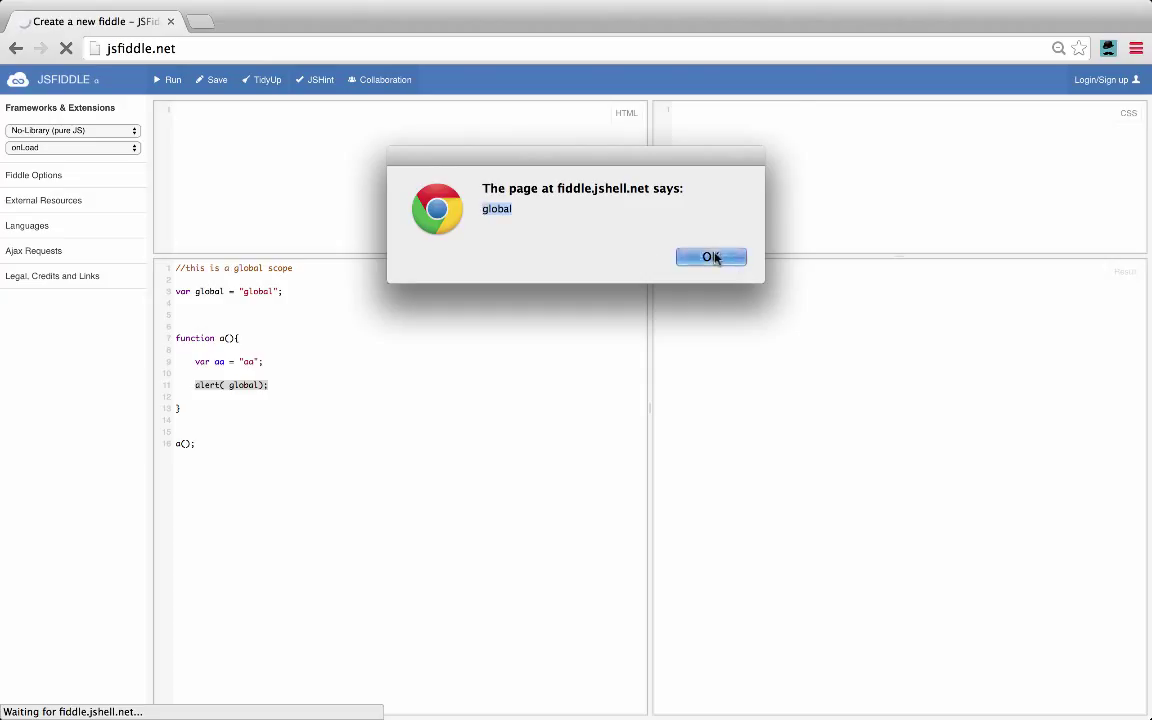 Create a new fiddle – JSFid
jsfiddle.net
JSFIDDLE α
Run
Save
TidyUp
JSHint
Collaboration
Login/Sign up
Frameworks & Extensions
No-Library (pure JS)
onLoad
Fiddle Options
External Resources
Languages
Ajax Requests
Legal, Credits and Links
1
HTML
1
CSS
The page at fiddle.jshell.net says:
global
OK
1 //this is a global scope
2
3 var global = "global";
4
5
6
7 function a(){
8
9 var aa = "aa";
10
11 alert( global);
12
13 }
14
15
16 a();
Result
Waiting for fiddle.jshell.net...